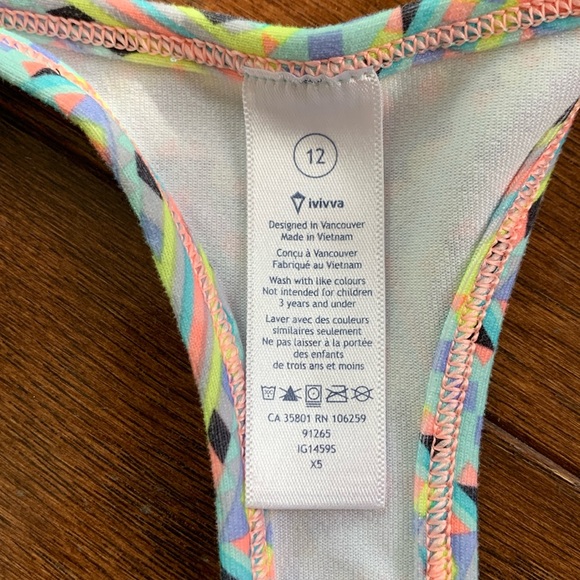 12
ivivva
Designed in Vancouver
Made in Vietnam
Conçu à Vancouver
Fabriqué au Vietnam
Wash with like colours
Not intended for children
3 years and under
Laver avec des couleurs
similaires seulement
Ne pas laisser à la portée
des enfants
de trois ans et moins
CA 35801 RN 106259
91265
IG1459S
X5